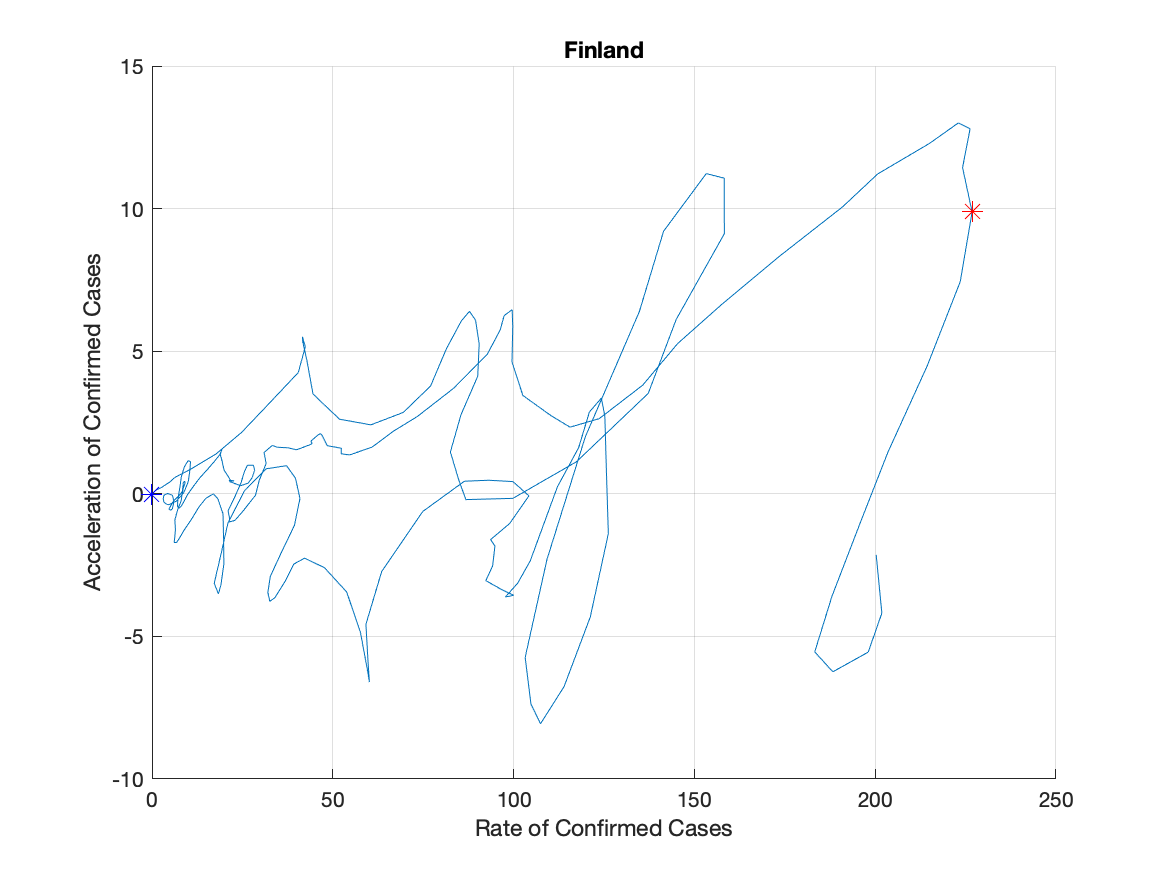 Finland
15
10
5
0
-5
-10
0 50 100 150 200 250
Rate of Confirmed Cases
Acceleration of Confirmed Cases